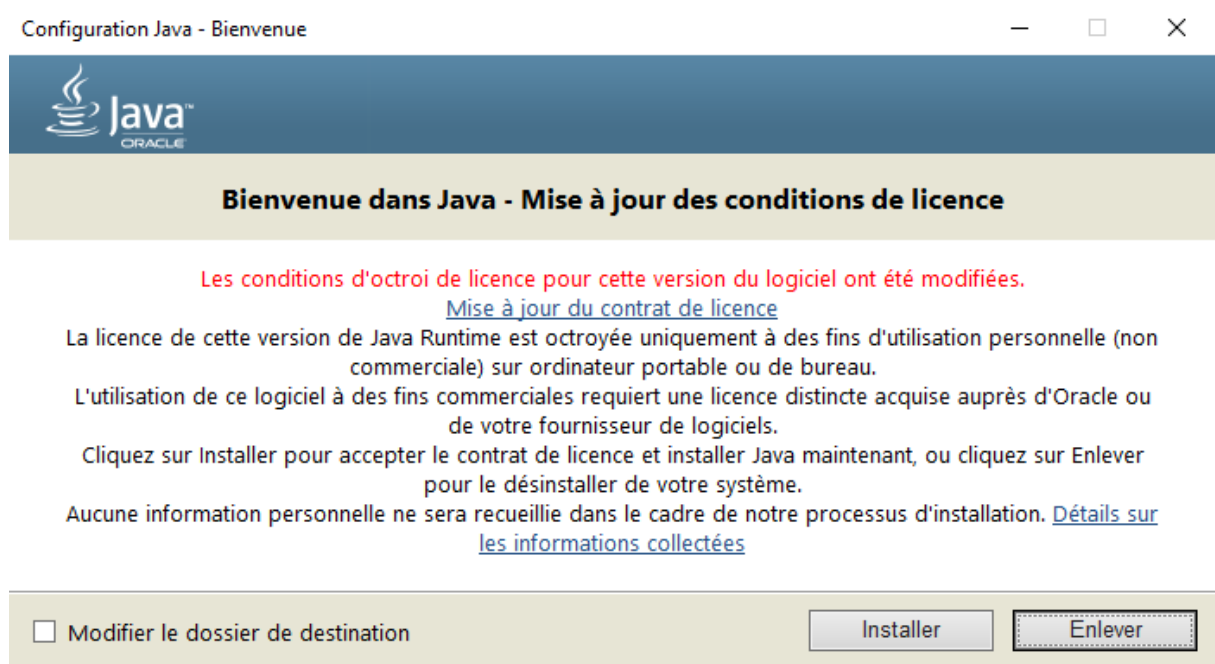 Configuration Java - Bienvenue
Java™
ORACLE
Bienvenue dans Java - Mise à jour des conditions de licence
Les conditions d'octroi de licence pour cette version du logiciel ont été modifiées.
Mise à jour du contrat de licence
La licence de cette version de Java Runtime est octroyée uniquement à des fins d'utilisation personnelle (non
commerciale) sur ordinateur portable ou de bureau.
L'utilisation de ce logiciel à des fins commerciales requiert une licence distincte acquise auprès d'Oracle ou
de votre fournisseur de logiciels.
Cliquez sur Installer pour accepter le contrat de licence et installer Java maintenant, ou cliquez sur Enlever
pour le désinstaller de votre système.
Aucune information personnelle ne sera recueillie dans le cadre de notre processus d'installation. Détails sur
les informations collectées
Modifier le dossier de destination
Installer
Enlever